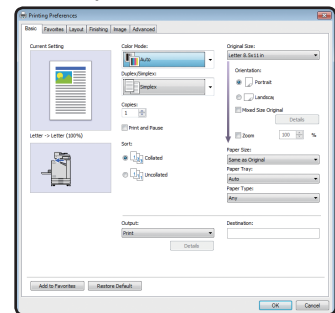 Printing Preferences
Basic Favorites Layout Finishing Image Advanced
Current Setting
Letter -> Letter (100%)
Color Mode:
Auto
Duplex/Simplex:
Simplex
Copies:
1
Print and Pause
Sort:
Collated
Uncollated
Original Size:
Letter 8.5x11 in
Orientation:
Portrait
Landscap
Mixed Size Original
Details
Zoom 100 %
Paper Size:
Same as Original
Paper Tray:
Auto
Paper Type:
Any
Output:
Print
Details
Destination:
Add to Favorites Restore Default
OK Cancel